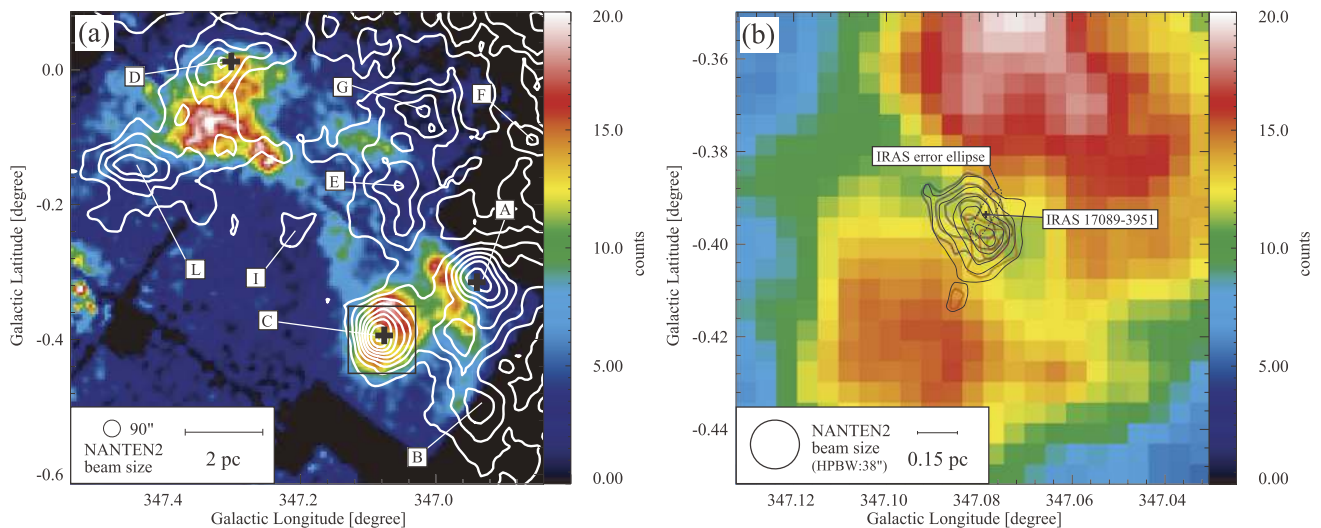 (a)
0.0
-0.2
-0.4
-0.6
Galactic Latitude [degree]
D
G
F
E
A
L
I
C
B
90"
NANTEN2
beam size
2 pc
347.4
347.2
347.0
Galactic Longitude [degree]
20.0
15.0
10.0
5.00
0.00
counts
(b)
-0.36
-0.38
-0.40
-0.42
-0.44
Galactic Latitude [degree]
IRAS error ellipse
IRAS 17089-3951
NANTEN2
beam size
(HPBW:38")
0.15 pc
347.12
347.10
347.08
347.06
347.04
Galactic Longitude [degree]
20.0
15.0
10.0
5.00
0.00
counts